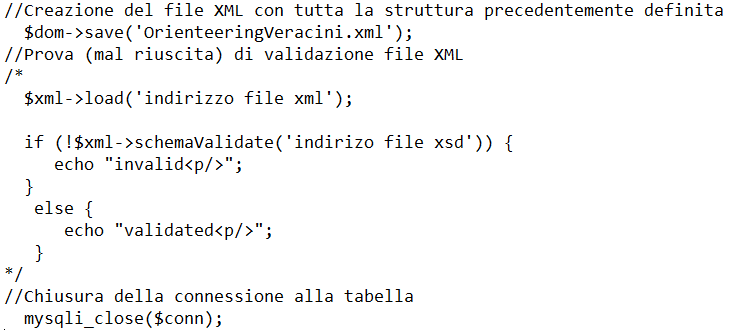 //Creazione del file XML con tutta la struttura precedentemente definita
$dom->save('OrienteeringVeracini.xml');
//Prova (mal riuscita) di validazione file XML
/*
$xml->load('indirizzo file xml');
if (!$xml->schemaValidate('indirizo file xsd')) {
echo "invalid<p/>";
}
else {
echo "validated<p/>";
}
*/
//Chiusura della connessione alla tabella
mysqli_close($conn);